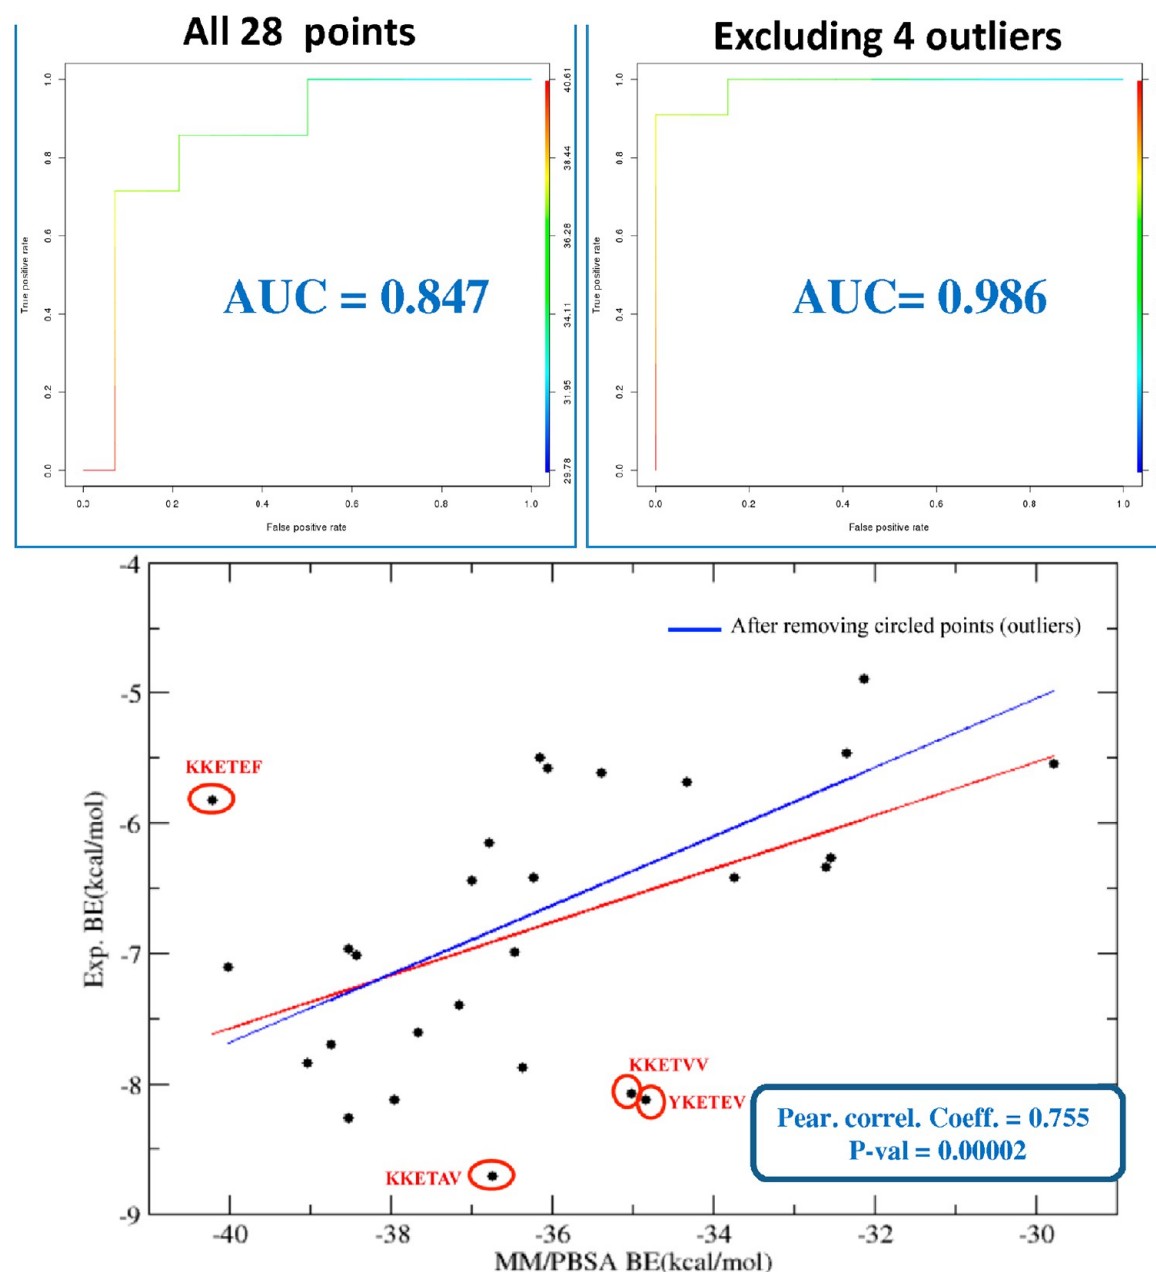 All 28 points
Excluding 4 outliers
1.0
0.8
0.6
0.4
0.2
0.0
True positive rate
0.0 0.2 0.4 0.6 0.8 1.0
False positive rate
40.61
38.44
36.28
34.11
31.95
29.78
AUC = 0.847
1.0
0.8
0.6
0.4
0.2
0.0
True positive rate
0.0 0.2 0.4 0.6 0.8 1.0
False positive rate
AUC= 0.986
-4
-5
-6
-7
-8
-9
Exp. BE(kcal/mol)
After removing circled points (outliers)
KKETEF
KKETVV
YKETEV
KKETAV
Pear. correl. Coeff. = 0.755
P-val = 0.00002
-40 -38 -36 -34 -32 -30
MM/PBSA BE(kcal/mol)